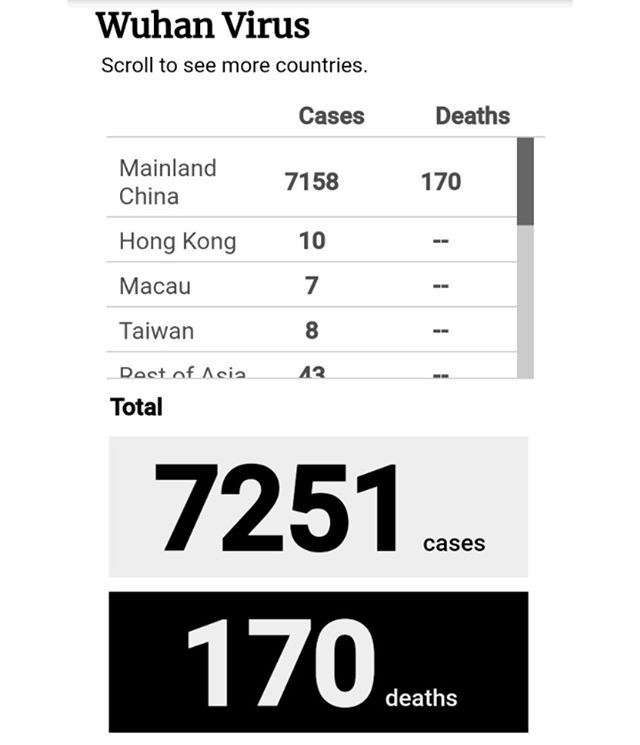 Wuhan Virus
Scroll to see more countries.
Cases Deaths
Mainland
China 7158 170
Hong Kong 10 --
Macau 7 --
Taiwan 8 --
Rest of Asia 43 --
Total
7251 cases
170 deaths